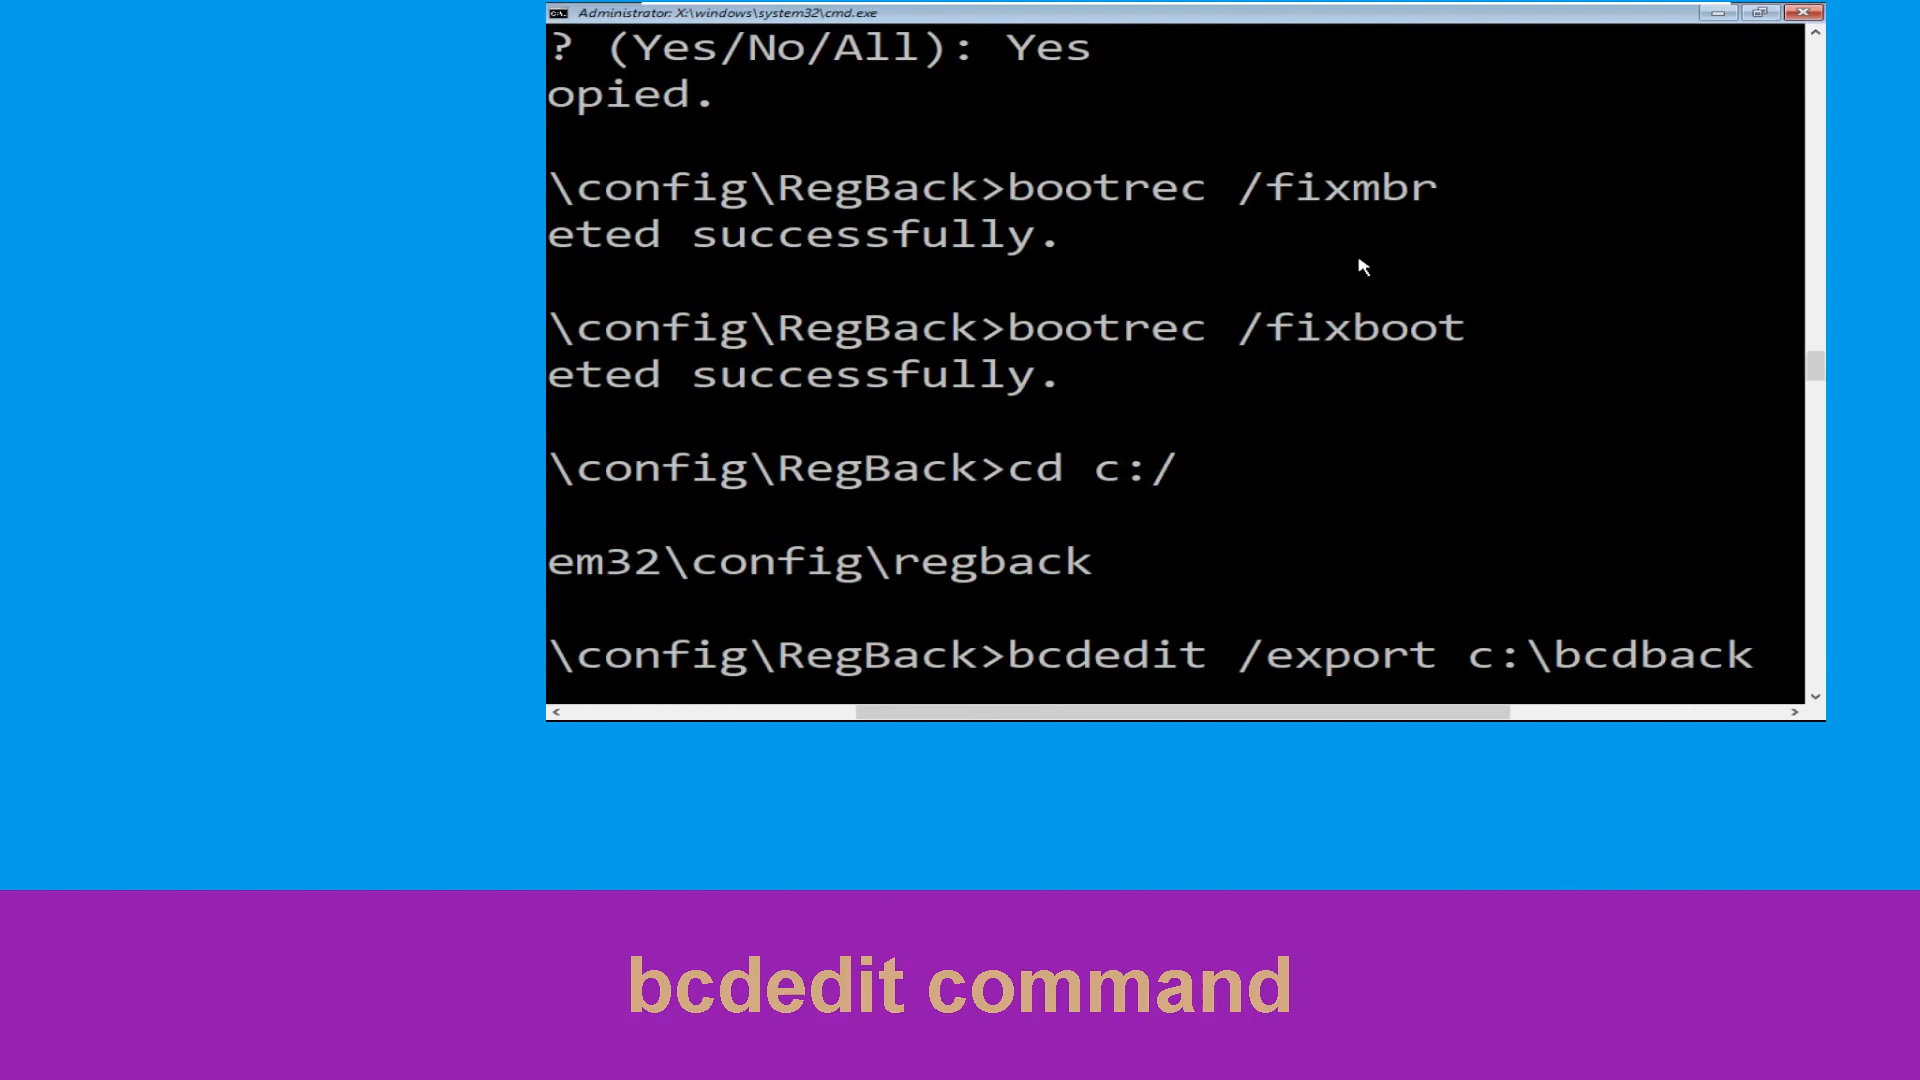 Administrator: X:\windows\system32\cmd.exe
? (Yes/No/All): Yes
opied.
\config\RegBack>bootrec /fixmbr
eted successfully.
\config\RegBack>bootrec /fixboot
eted successfully.
\config\RegBack>cd c:/
em32\config\regback
\config\RegBack>bcdedit /export c:\bcdback
bcdedit command